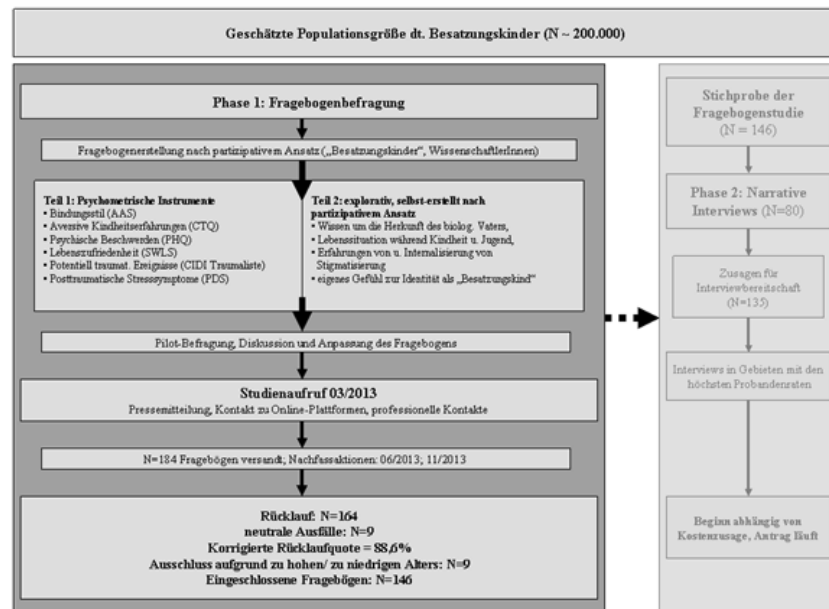 Geschätzte Populationsgröße dt. Besatzungskinder (N ~ 200.000)
Phase 1: Fragebogenbefragung
Fragebogenerstellung nach partizipativem Ansatz („Besatzungskinder“, WissenschaftlerInnen)
Teil 1: Psychometrische Instrumente
• Bindungsstil (AAS)
• Aversive Kindheitserfahrungen (CTQ)
• Psychische Beschwerden (PHQ)
• Lebenszufriedenheit (SWLS)
• Potentiell traumat. Ereignisse (CIDI Traumaliste)
• Posttraumatische Stresssymptome (PDS)
Teil 2: explorativ, selbst-erstellt nach
partizipativem Ansatz
• Wissen um die Herkunft des biolog. Vaters,
• Lebenssituation während Kindheit u. Jugend,
• Erfahrungen von u. Internalisierung von
Stigmatisierung
• eigenes Gefühl zur Identität als „Besatzungskind“
Pilot-Befragung, Diskussion und Anpassung des Fragebogens
Studienaufruf 03/2013
Pressemitteilung, Kontakt zu Online-Plattformen, professionelle Kontakte
N=184 Fragebögen versandt; Nachfassaktionen: 06/2013; 11/2013
Rücklauf: N=164
neutrale Ausfälle: N=9
Korrigierte Rücklaufquote = 88,6%
Ausschluss aufgrund zu hohen/ zu niedrigen Alters: N=9
Eingeschlossene Fragebögen: N=146
Stichprobe der
Fragebogenstudie
(N = 146)
Phase 2: Narrative
Interviews (N=80)
Zusagen für
Interviewbereitschaft
(N=135)
Interviews in Gebieten mit den
höchsten Probandenraten
Beginn abhängig von
Kostenzusage, Antrag läuft